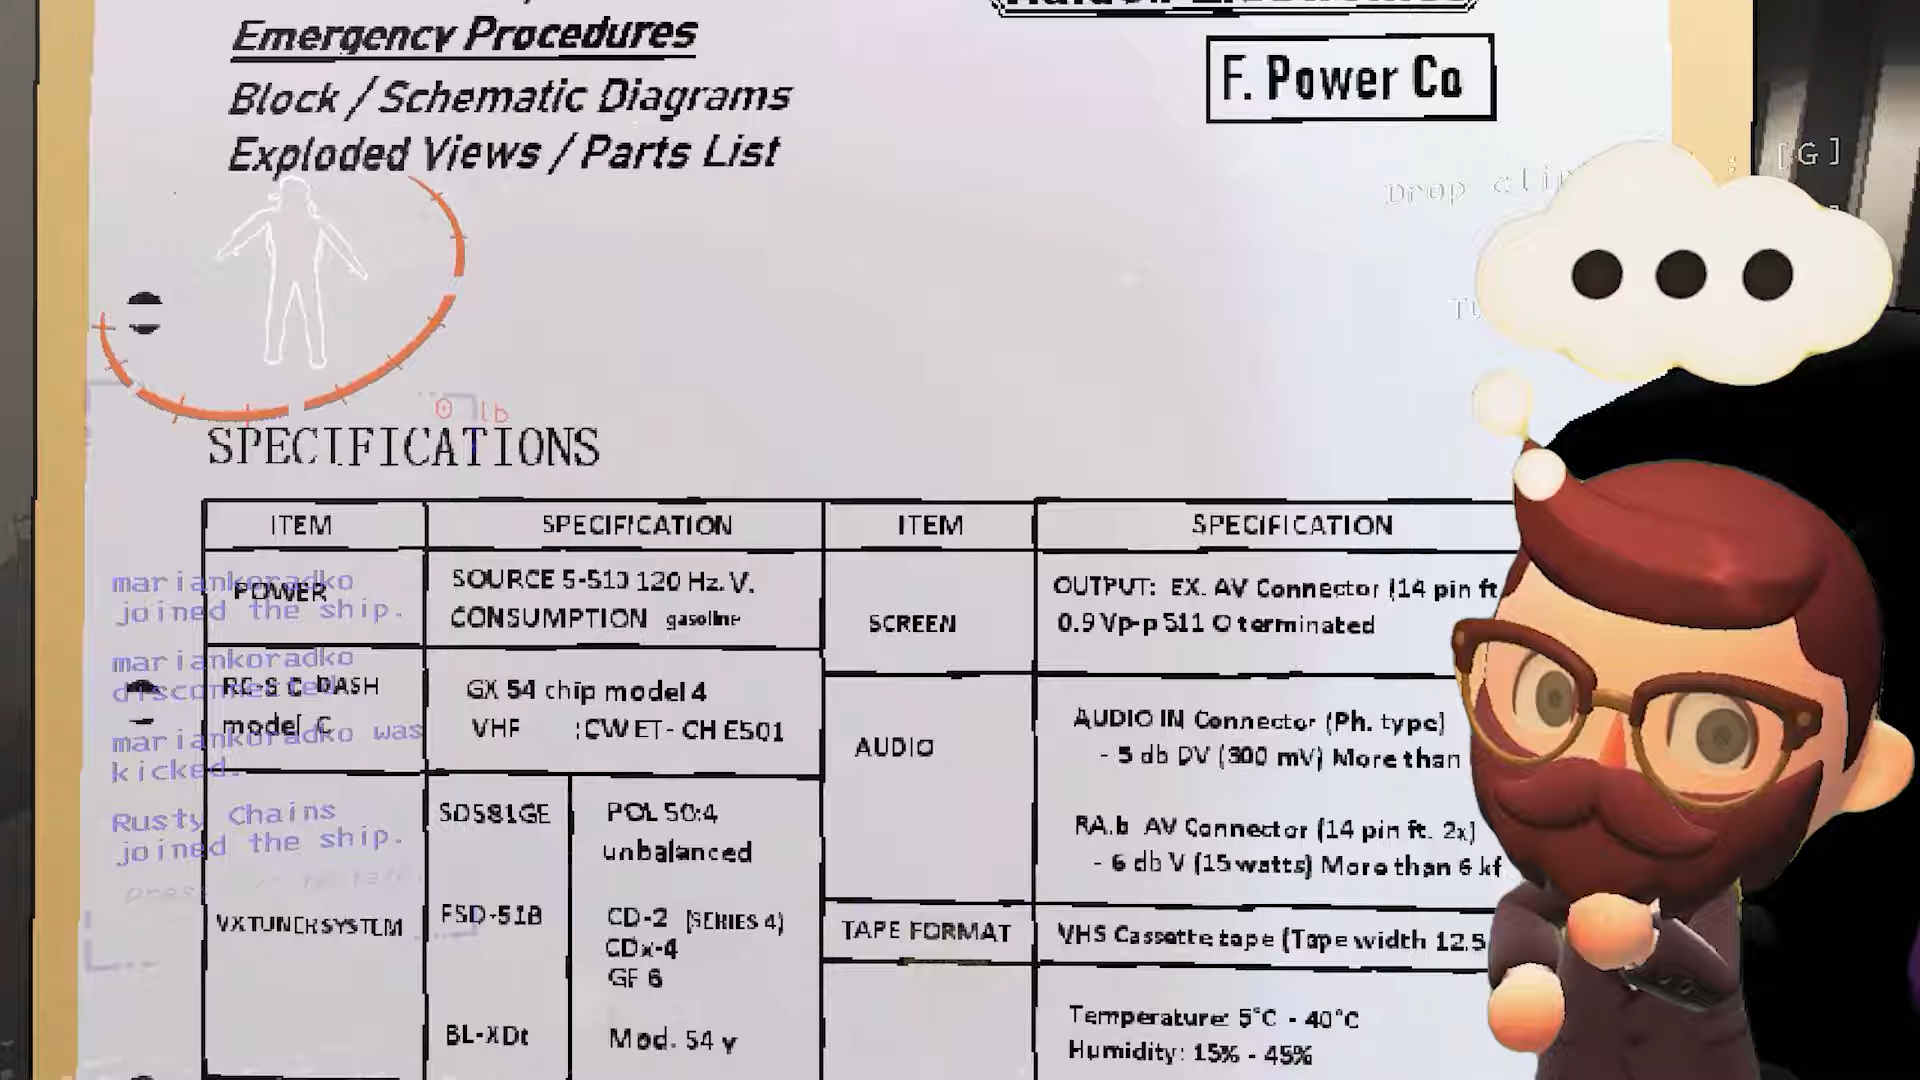 Emergency Procedures
Block / Schematic Diagrams
Exploded Views / Parts List
F. Power Co
[G]
Drop
0 lb
SPECIFICATIONS
ITEM SPECIFICATION ITEM SPECIFICATION
POWER
SOURCE 5-510 120 Hz. V.
CONSUMPTION gasoline
SCREEN
OUTPUT: EX. AV Connector (14 pin ft
0.9 Vp-p 511 O terminated
DASH
model C
GX 54 chip model 4
VHF :CW ET- CH E501
AUDIO
AUDIO IN Connector (Ph. type)
- 5 db DV (300 mV) More than
RA.b AV Connector (14 pin ft. 2x)
- 6 db V (15 watts) More than 6 kf
VXTUNERSYSTEM
SD581GE POL 50:4
unbalanced
FSD-51B CD-2 [SERIES 4)
CDx-4
GF 6
BL-XDt Mod. 54 y
TAPE FORMAT VHS Cassette tape (Tape width 12.5
Temperature: 5°C - 40°C
Humidity: 15% - 45%
mariankoradko
joined the ship.
mariankoradko
disconnected
mariankoradko was
kicked.
Rusty Chains
joined the ship.